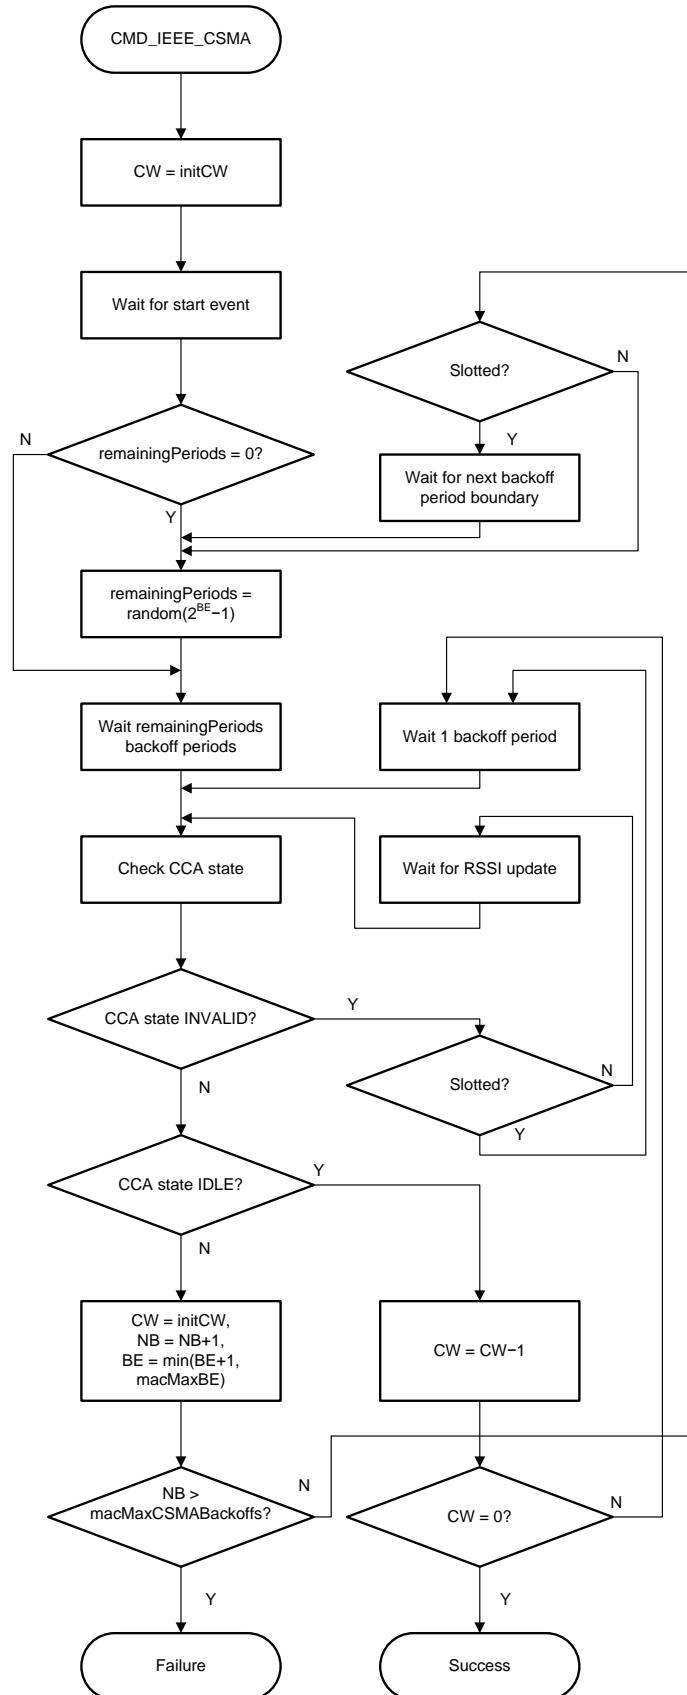 CMD_IEEE_CSMA
CW = initCW
Wait for start event
Slotted?
N
Y
N
remainingPeriods = 0?
Y
Wait for next backoff
period boundary
remainingPeriods =
random(2^BE−1)
Wait remainingPeriods
backoff periods
Wait 1 backoff period
Check CCA state
Wait for RSSI update
CCA state INVALID?
Y
N
Slotted?
N
Y
CCA state IDLE?
Y
N
CW = initCW,
NB = NB+1,
BE = min(BE+1,
macMaxBE)
CW = CW−1
NB >
macMaxCSMABackoffs?
N
Y
CW = 0?
N
Y
Failure
Success